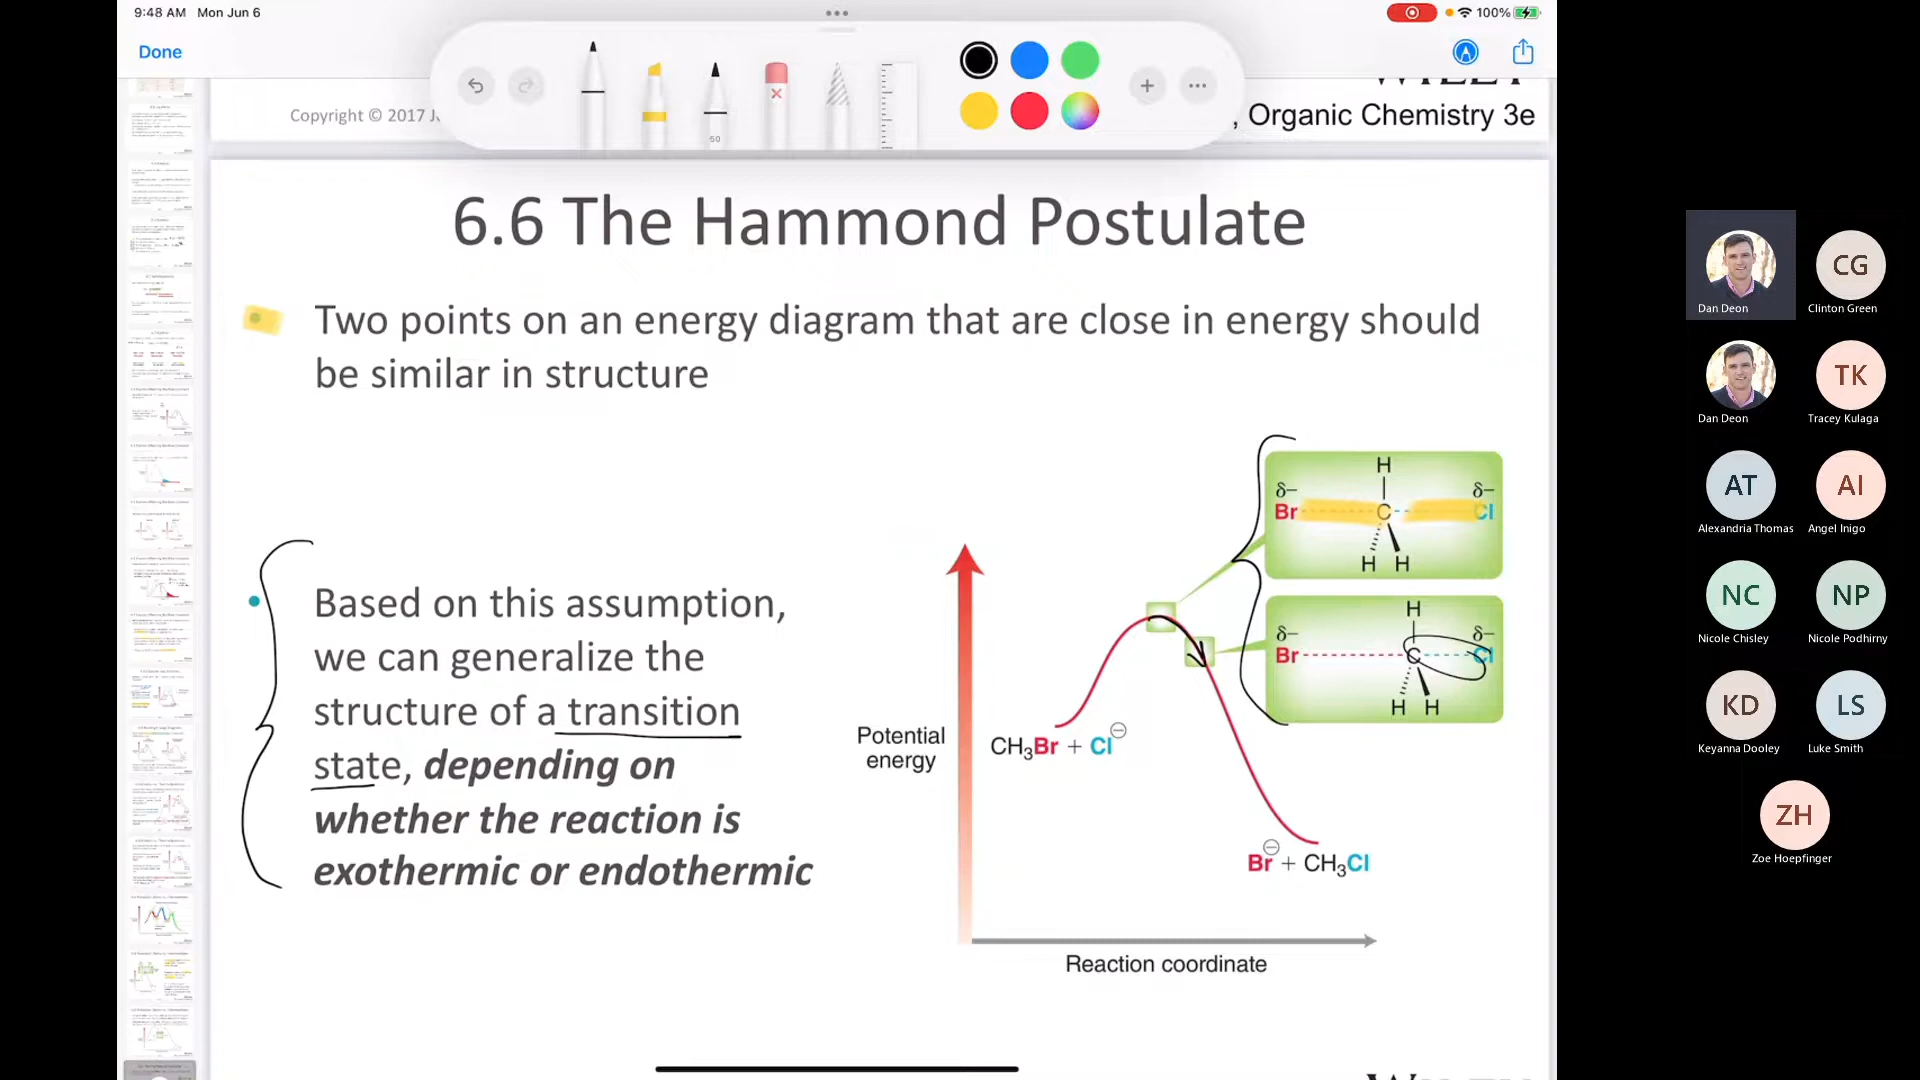 9:48 AM Mon Jun 6
100%
Done
50
Copyright © 2017 J
, Organic Chemistry 3e
6.6 The Hammond Postulate
Two points on an energy diagram that are close in energy should
be similar in structure
• Based on this assumption,
we can generalize the
structure of a transition
state, depending on
whether the reaction is
exothermic or endothermic
Potential
energy
CH₃Br + Cl⊖
Br⊖ + CH₃Cl
Reaction coordinate
H
δ− δ−
Br C Cl
H H
H
δ− δ−
Br C Cl
H H
Dan Deon
CG
Clinton Green
Dan Deon
TK
Tracey Kulaga
AT
Alexandria Thomas
AI
Angel Inigo
NC
Nicole Chisley
NP
Nicole Podhirny
KD
Keyanna Dooley
LS
Luke Smith
ZH
Zoe Hoepfinger